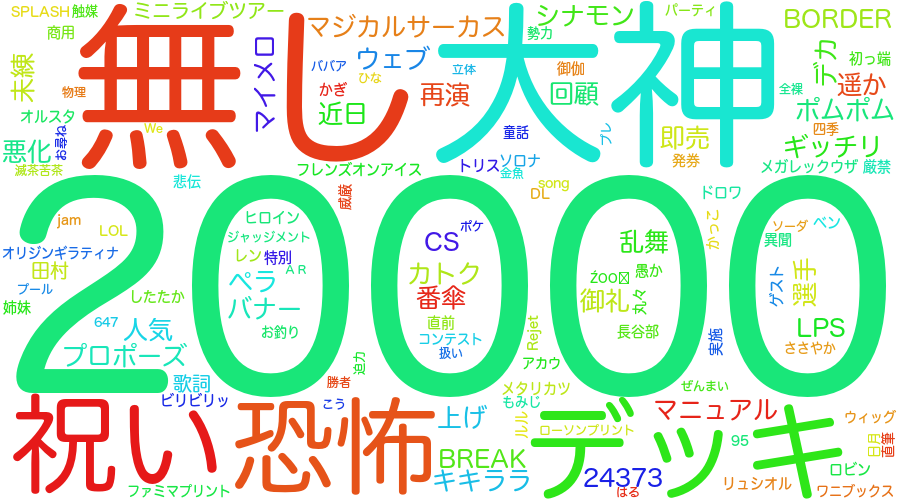 SPLASH
触媒
ミニライブツアー
マジカルサーカス
シナモン
パーティ
BORDER
商用
マイメロ
ババア
ウェブ
ひな
立体
勢力
御伽
デカ
初っ端
未練
物理
かぎ
近日
再演
回顧
全裸
遥か
無し
大神
オルスタ
お尋ね
We
童話
ブレ
即売
四季
ポムポム
悪化
滅茶苦茶
フレンズオンアイス
トリス
ソロナ
金魚
発券
ギッチリ
メガレックウザ
厳禁
悲伝
威厳
song
DL
ドロワ
jam
LOL
ヒロイン
ポケ
乱舞
かっこ
ソーダ
ペン
オリジンギラティナ
ジャッジメント
CS
異聞
田村
レン
特別
カトク
愚か
プール
ペラ
AR
番傘
御礼
丸々
ゲスト
選手
姉妹
したたか
バナー
20000
647
人気
お釣り
直前
コンテスト
Rejet
長谷部
実施
LPS
プロポーズ
扱い
ささやか
迫力
アカウ
歌詞
勝者
メタリカツ
ぜんまい
ビリビリッ
こう
もみじ
祝い
恐怖
上げ
ルル
ローソンプリント
デッキ
マニュアル
ウィッグ
95
日月
直筆
BREAK
キキララ
24373
はる
ロビン
リュシオル
ファミマプリント
ワニブックス